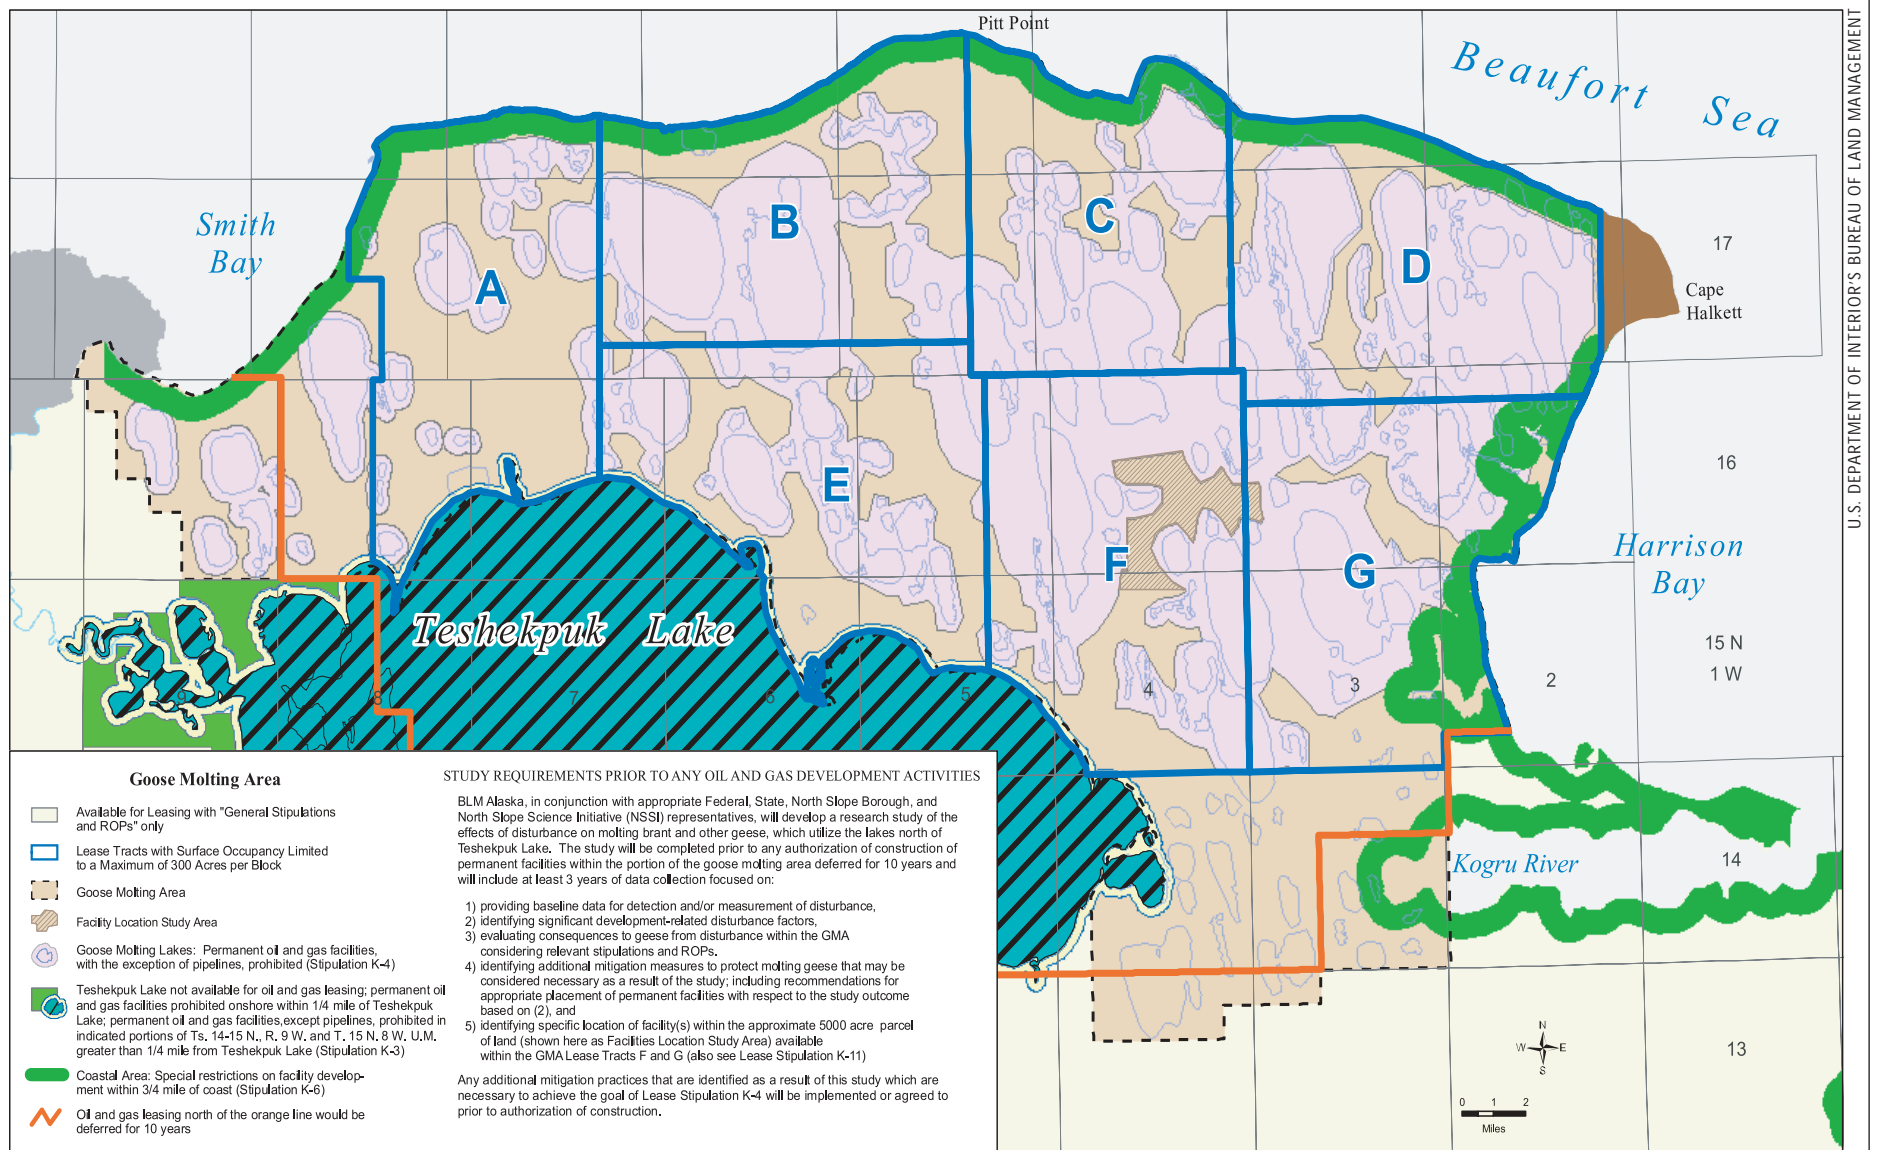 Pitt Point
Beaufort Sea
U.S. DEPARTMENT OF INTERIOR'S BUREAU OF LAND MANAGEMENT
Smith
Bay
A
B
C
D
17
Cape
Halkett
E
16
F
G
Harrison
Bay
Teshekpuk Lake
15 N
1 W
9
8
7
6
5
4
3
2
Kogru River
14
13
N
W E
S
0 1 2
Miles
Goose Molting Area
Available for Leasing with "General Stipulations
and ROPs" only
Lease Tracts with Surface Occupancy Limited
to a Maximum of 300 Acres per Block
Goose Molting Area
Facility Location Study Area
Goose Molting Lakes: Permanent oil and gas facilities,
with the exception of pipelines, prohibited (Stipulation K-4)
Teshekpuk Lake not available for oil and gas leasing; permanent oil
and gas facilities prohibited onshore within 1/4 mile of Teshekpuk
Lake; permanent oil and gas facilities,except pipelines, prohibited in
indicated portions of Ts. 14-15 N., R. 9 W. and T. 15 N. 8 W. U.M.
greater than 1/4 mile from Teshekpuk Lake (Stipulation K-3)
Coastal Area: Special restrictions on facility develop-
ment within 3/4 mile of coast (Stipulation K-6)
Oil and gas leasing north of the orange line would be
deferred for 10 years
STUDY REQUIREMENTS PRIOR TO ANY OIL AND GAS DEVELOPMENT ACTIVITIES
BLM Alaska, in conjunction with appropriate Federal, State, North Slope Borough, and
North Slope Science Initiative (NSSI) representatives, will develop a research study of the
effects of disturbance on molting brant and other geese, which utilize the lakes north of
Teshekpuk Lake. The study will be completed prior to any authorization of construction of
permanent facilities within the portion of the goose molting area deferred for 10 years and
will include at least 3 years of data collection focused on:
1) providing baseline data for detection and/or measurement of disturbance,
2) identifying significant development-related disturbance factors,
3) evaluating consequences to geese from disturbance within the GMA
considering relevant stipulations and ROPs.
4) identifying additional mitigation measures to protect molting geese that may be
considered necessary as a result of the study; including recommendations for
appropriate placement of permanent facilities with respect to the study outcome
based on (2), and
5) identifying specific location of facility(s) within the approximate 5000 acre parcel
of land (shown here as Facilities Location Study Area) available
within the GMA Lease Tracts F and G (also see Lease Stipulation K-11)
Any additional mitigation practices that are identified as a result of this study which are
necessary to achieve the goal of Lease Stipulation K-4 will be implemented or agreed to
prior to authorization of construction.